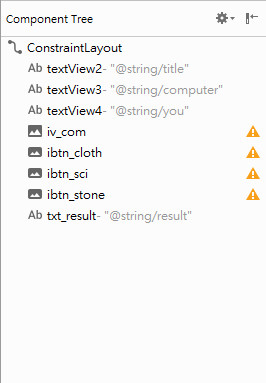 Component Tree
ConstraintLayout
Ab textView2- "@string/title"
Ab textView3- "@string/computer"
Ab textView4- "@string/you"
iv_com
ibtn_cloth
ibtn_sci
ibtn_stone
Ab txt_result- "@string/result"